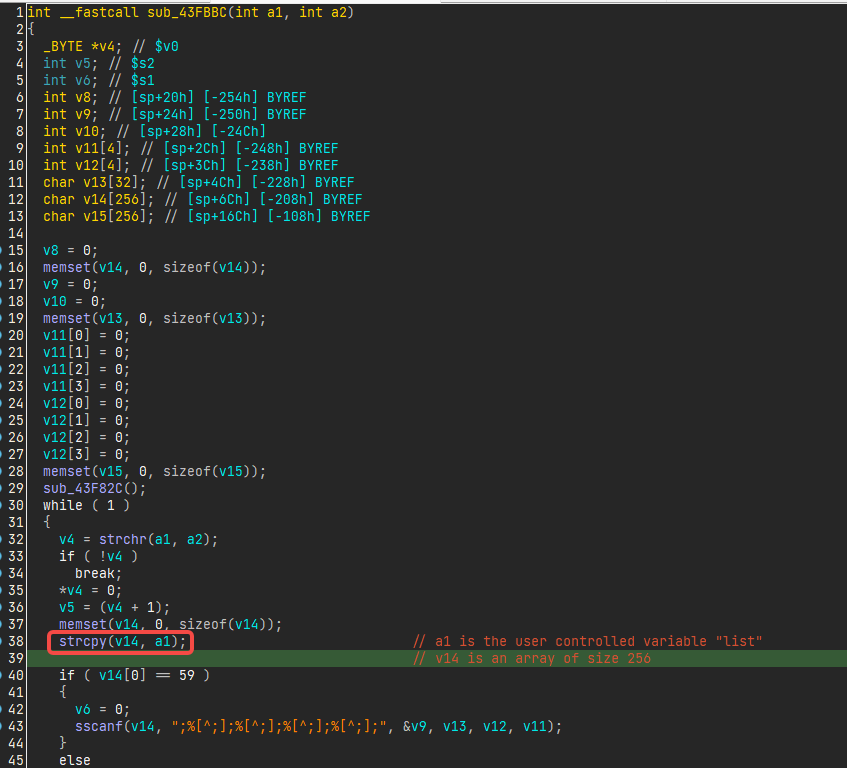 1 int __fastcall sub_43FBBC(int a1, int a2)
2 {
3 _BYTE *v4; // $v0
4 int v5; // $s2
5 int v6; // $s1
6 int v8; // [sp+20h] [-254h] BYREF
7 int v9; // [sp+24h] [-250h] BYREF
8 int v10; // [sp+28h] [-24Ch]
9 int v11[4]; // [sp+2Ch] [-248h] BYREF
10 int v12[4]; // [sp+3Ch] [-238h] BYREF
11 char v13[32]; // [sp+4Ch] [-228h] BYREF
12 char v14[256]; // [sp+6Ch] [-208h] BYREF
13 char v15[256]; // [sp+16Ch] [-108h] BYREF
14
15 v8 = 0;
16 memset(v14, 0, sizeof(v14));
17 v9 = 0;
18 v10 = 0;
19 memset(v13, 0, sizeof(v13));
20 v11[0] = 0;
21 v11[1] = 0;
22 v11[2] = 0;
23 v11[3] = 0;
24 v12[0] = 0;
25 v12[1] = 0;
26 v12[2] = 0;
27 v12[3] = 0;
28 memset(v15, 0, sizeof(v15));
29 sub_43F82C();
30 while ( 1 )
31 {
32 v4 = strchr(a1, a2);
33 if ( !v4 )
34 break;
35 *v4 = 0;
36 v5 = (v4 + 1);
37 memset(v14, 0, sizeof(v14));
38 strcpy(v14, a1); // a1 is the user controlled variable "list"
39 // v14 is an array of size 256
40 if ( v14[0] == 59 )
41 {
42 v6 = 0;
43 sscanf(v14, ";%[^;];%[^;];%[^;];%[^;];", &v9, v13, v12, v11);
44 }
45 else